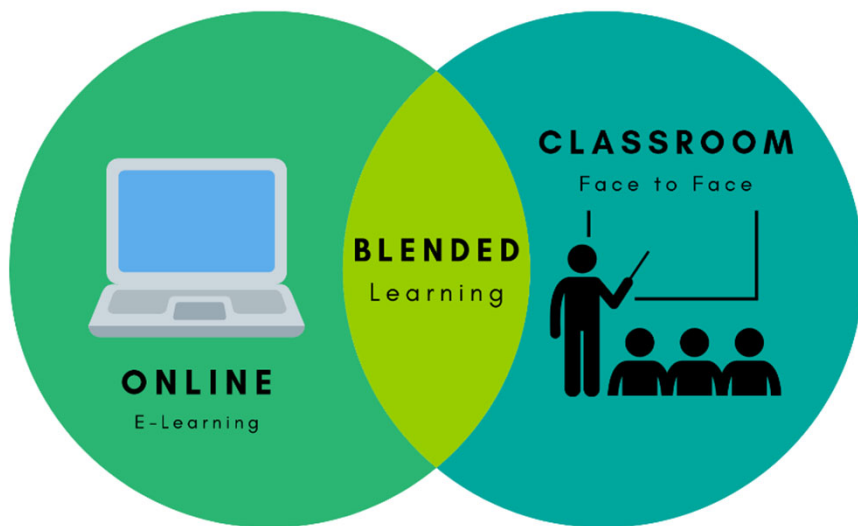 ONLINE
E-Learning
BLENDED
Learning
CLASSROOM
Face to Face